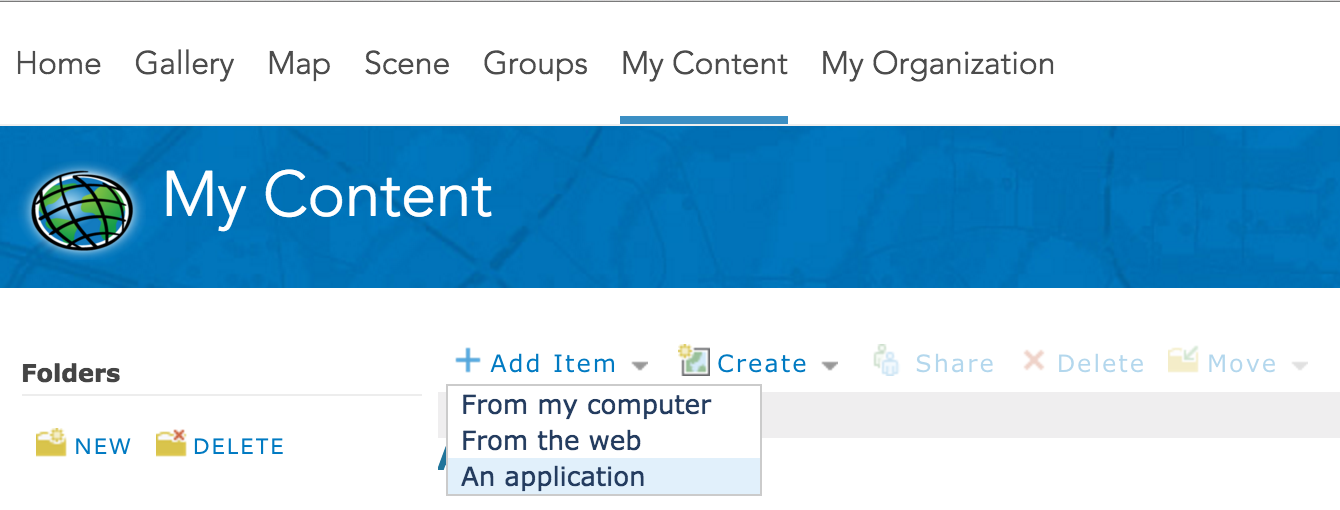 Home Gallery Map Scene Groups My Content My Organization
My Content
Add Item Create Share Delete Move
Folders
From my computer
From the web
NEW DELETE
An application